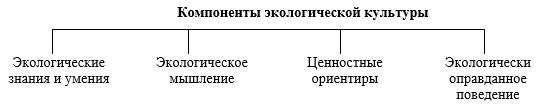 Компоненты экологической культуры
Экологические
знания и умения
Экологическое
мышление
Ценностные
ориентиры
Экологически
оправданное
поведение